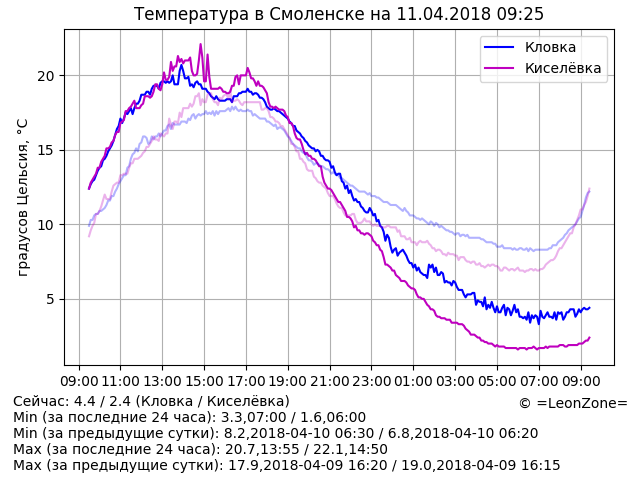 Температура в Смоленске на 11.04.2018 09:25
Кловка
Киселёвка
градусов Цельсия, °C
20
15
10
5
09:00 11:00 13:00 15:00 17:00 19:00 21:00 23:00 01:00 03:00 05:00 07:00 09:00
Сейчас: 4.4 / 2.4 (Кловка / Киселёвка)
© =LeonZone=
Min (за последние 24 часа): 3.3,07:00 / 1.6,06:00
Min (за предыдущие сутки): 8.2,2018-04-10 06:30 / 6.8,2018-04-10 06:20
Max (за последние 24 часа): 20.7,13:55 / 22.1,14:50
Max (за предыдущие сутки): 17.9,2018-04-09 16:20 / 19.0,2018-04-09 16:15